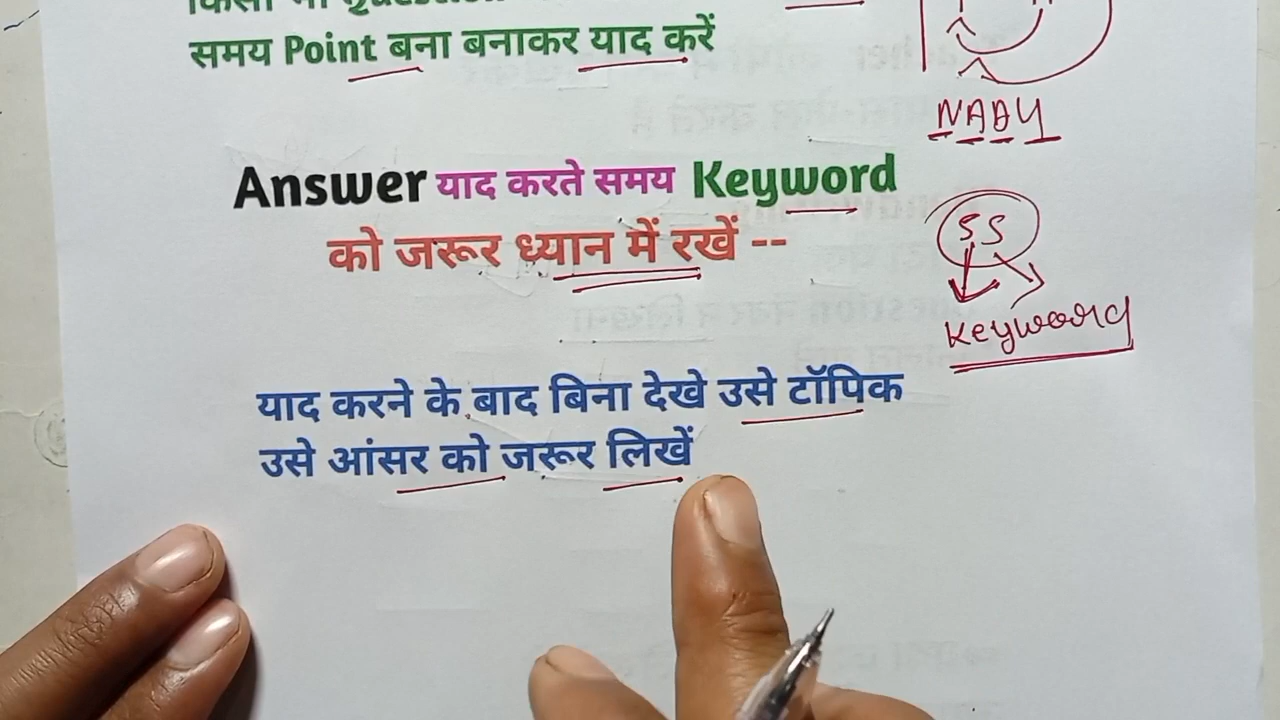 किसी भी Question
समय Point बना बनाकर याद करें
NADY
Answer याद करते समय Keyword
को जरूर ध्यान में रखें --
SS
Keyword
याद करने के बाद बिना देखे उसे टॉपिक
उसे आंसर को जरूर लिखें